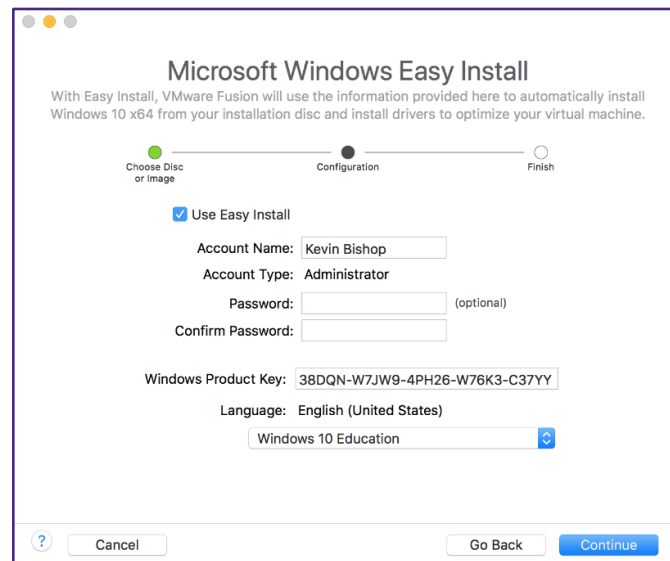 Microsoft Windows Easy Install
With Easy Install, VMware Fusion will use the information provided here to automatically install
Windows 10 x64 from your installation disc and install drivers to optimize your virtual machine.
Choose Disc
or Image
Configuration
Finish
Use Easy Install
Account Name: Kevin Bishop
Account Type: Administrator
Password: (optional)
Confirm Password:
Windows Product Key: 38DQN-W7JW9-4PH26-W76K3-C37YY
Language: English (United States)
Windows 10 Education
? Cancel Go Back Continue